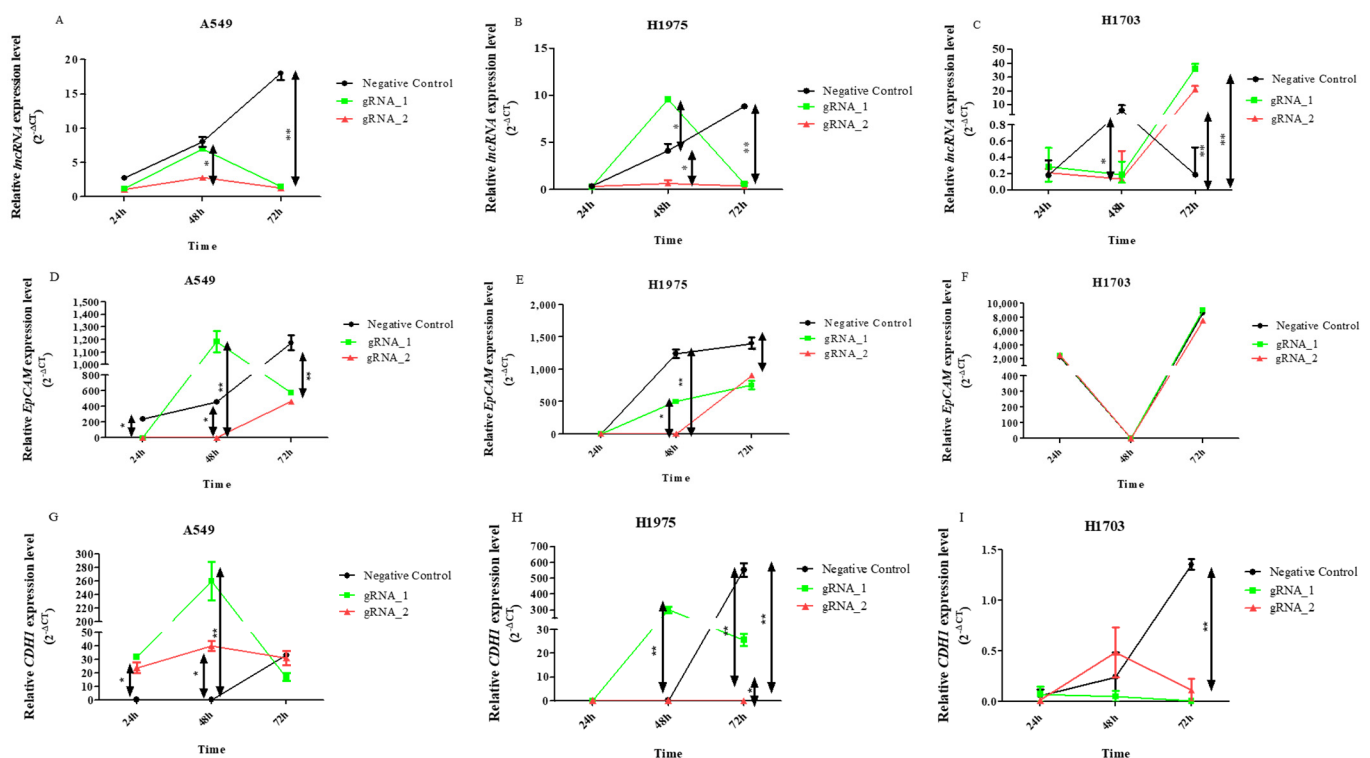 A
A549
Relative lncRNA expression level
(2^-ΔCT)
20
15
10
5
0
24h
48h
72h
Time
*
**
Negative Control
gRNA_1
gRNA_2
B
H1975
Relative lncRNA expression level
(2^-ΔCT)
15
10
5
0
24h
48h
72h
Time
*
*
**
Negative Control
gRNA_1
gRNA_2
C
H1703
Relative lncRNA expression level
(2^-ΔCT)
50
40
30
20
10
0.8
0.6
0.4
0.2
0.0
24h
48h
72h
Time
*
**
**
Negative Control
gRNA_1
gRNA_2
D
A549
Relative EpCAM expression level
(2^-ΔCT)
1,500
1,400
1,300
1,200
1,100
1,000
800
600
400
200
0
24h
48h
72h
Time
*
*
**
**
Negative Control
gRNA_1
gRNA_2
E
H1975
Relative EpCAM expression level
(2^-ΔCT)
2,000
1,500
1,000
500
0
24h
48h
72h
Time
*
**
Negative Control
gRNA_1
gRNA_2
F
H1703
Relative EpCAM expression level
(2^-ΔCT)
10,000
8,000
6,000
4,000
2,000
400
300
200
100
0
24h
48h
72h
Time
Negative Control
gRNA_1
gRNA_2
G
A549
Relative CDH1 expression level
(2^-ΔCT)
300
280
260
240
220
200
50
40
30
20
10
0
24h
48h
72h
Time
*
*
**
Negative Control
gRNA_1
gRNA_2
H
H1975
Relative CDH1 expression level
(2^-ΔCT)
700
600
500
400
300
200
30
20
10
0
24h
48h
72h
Time
**
**
*
**
Negative Control
gRNA_1
gRNA_2
I
H1703
Relative CDH1 expression level
(2^-ΔCT)
1.5
1.0
0.5
0.0
24h
48h
72h
Time
**
Negative Control
gRNA_1
gRNA_2